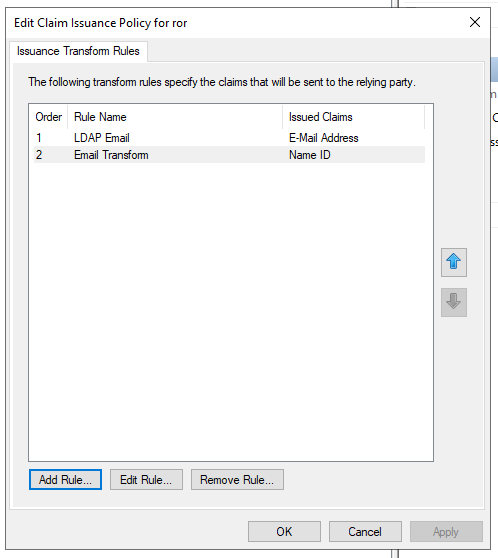 Edit Claim Issuance Policy for ror
Issuance Transform Rules
The following transform rules specify the claims that will be sent to the relying party.
Order Rule Name Issued Claims
1 LDAP Email E-Mail Address
2 Email Transform Name ID
Add Rule... Edit Rule... Remove Rule...
OK Cancel Apply